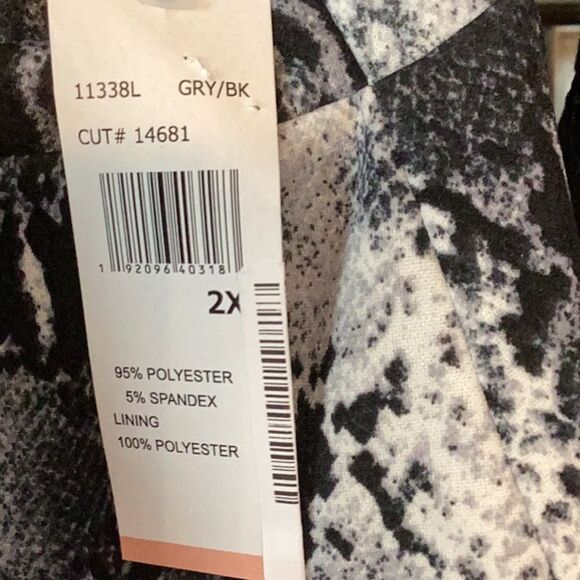 11338L GRY/BK
CUT# 14681
1 92096 40318
2X
95% POLYESTER
5% SPANDEX
LINING
100% POLYESTER